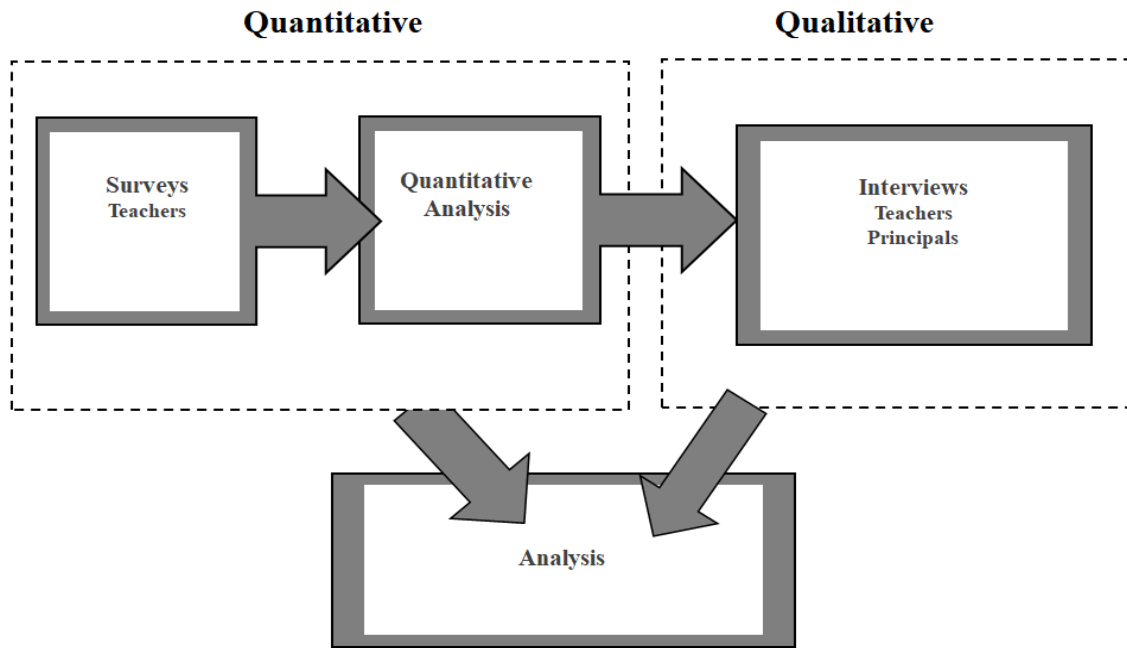 Quantitative
Qualitative
Surveys
Teachers
Quantitative
Analysis
Interviews
Teachers
Principals
Analysis